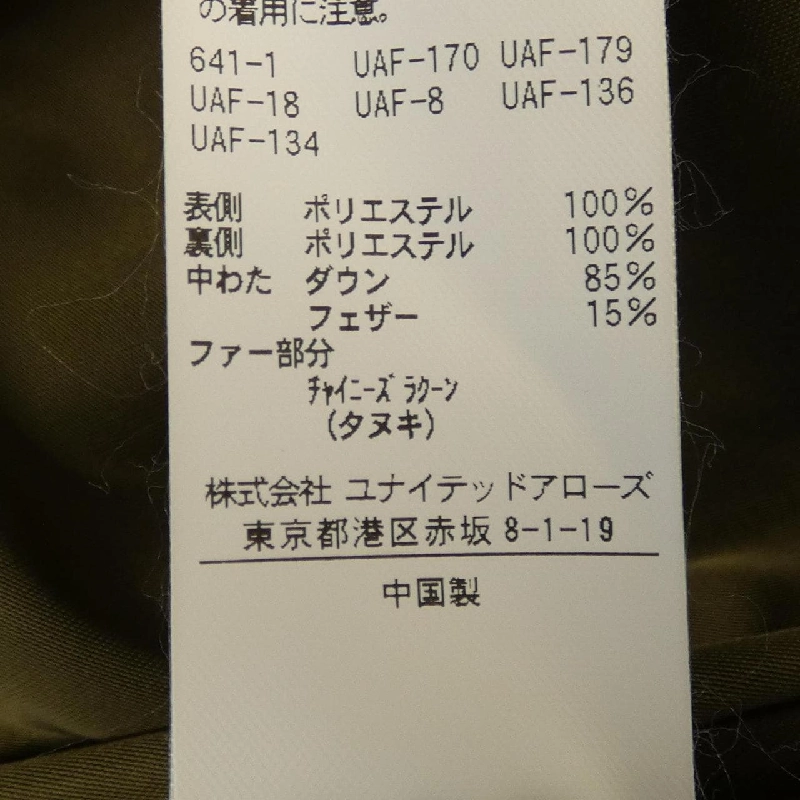 の着用に注意。
641-1 UAF-170 UAF-179
UAF-18 UAF-8 UAF-136
UAF-134
表側 ポリエステル 100%
裏側 ポリエステル 100%
中わた ダウン 85%
フェザー 15%
ファー部分
ﾁｬｲﾆｰｽﾞ ﾗｸｰﾝ
(タヌキ)
株式会社 ユナイテッドアローズ
東京都港区赤坂 8-1-19
中国製